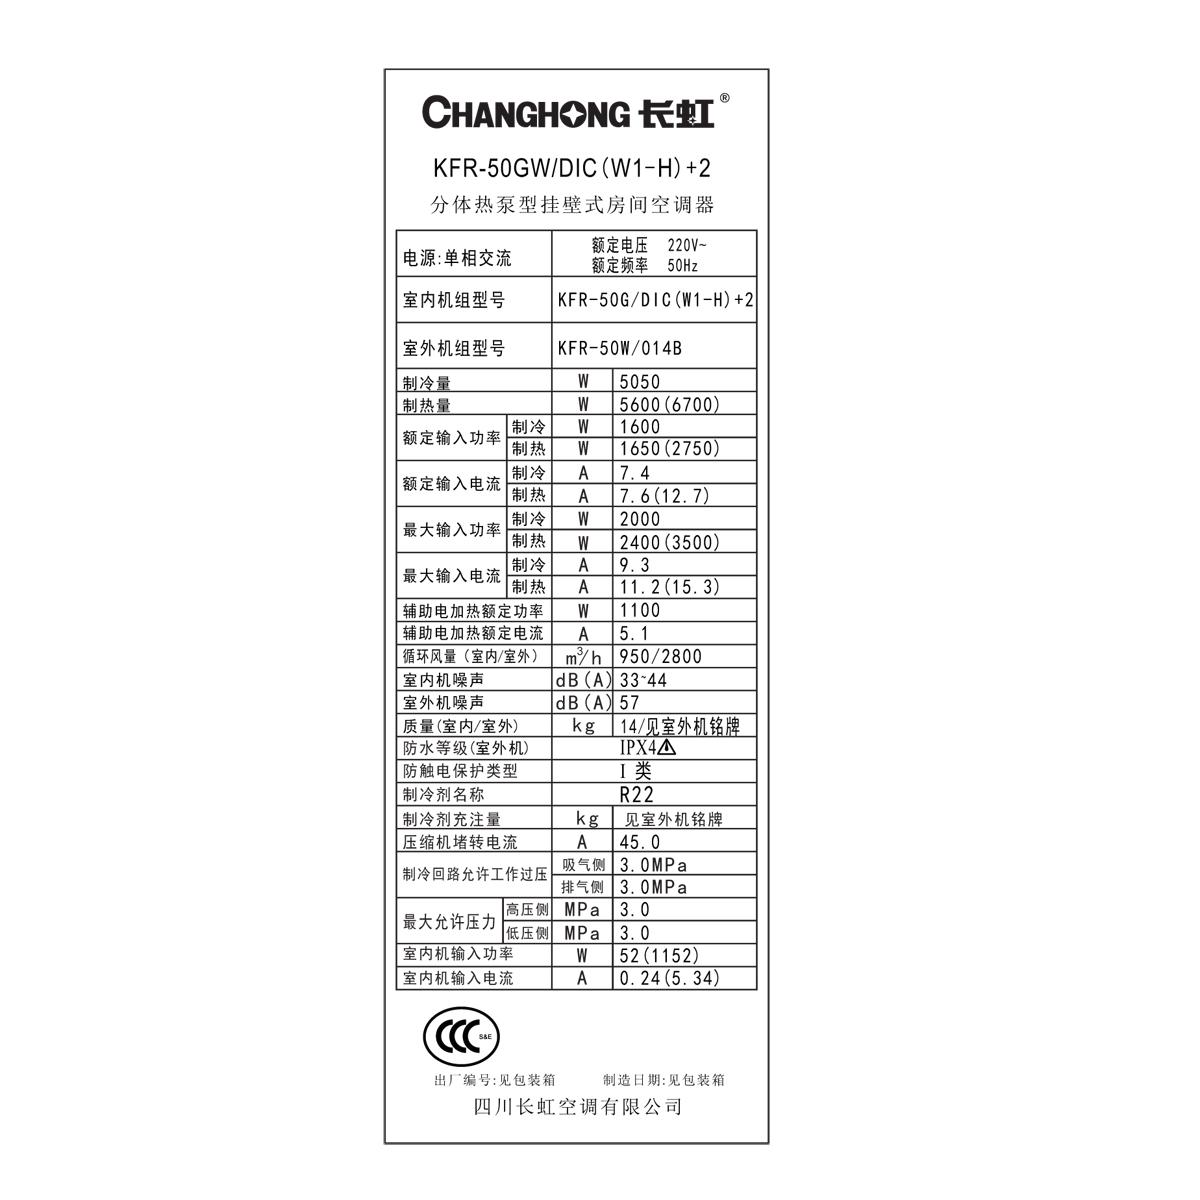 CHANGHONG 长虹®
KFR-50GW/DIC(W1-H)+2
分体热泵型挂壁式房间空调器
电源:单相交流 额定电压 220V~
额定频率 50Hz
室内机组型号 KFR-50G/DIC(W1-H)+2
室外机组型号 KFR-50W/014B
制冷量 W 5050
制热量 W 5600(6700)
额定输入功率 制冷 W 1600
制热 W 1650(2750)
额定输入电流 制冷 A 7.4
制热 A 7.6(12.7)
最大输入功率 制冷 W 2000
制热 W 2400(3500)
最大输入电流 制冷 A 9.3
制热 A 11.2(15.3)
辅助电加热额定功率 W 1100
辅助电加热额定电流 A 5.1
循环风量(室内/室外) m³/h 950/2800
室内机噪声 dB(A) 33~44
室外机噪声 dB(A) 57
质量(室内/室外) kg 14/见室外机铭牌
防水等级(室外机) IPX4⚠
防触电保护类型 I 类
制冷剂名称 R22
制冷剂充注量 kg 见室外机铭牌
压缩机堵转电流 A 45.0
制冷回路允许工作过压 吸气侧 3.0MPa
排气侧 3.0MPa
最大允许压力 高压侧 MPa 3.0
低压侧 MPa 3.0
室内机输入功率 W 52(1152)
室内机输入电流 A 0.24(5.34)
CCC S&E
出厂编号:见包装箱 制造日期:见包装箱
四川长虹空调有限公司